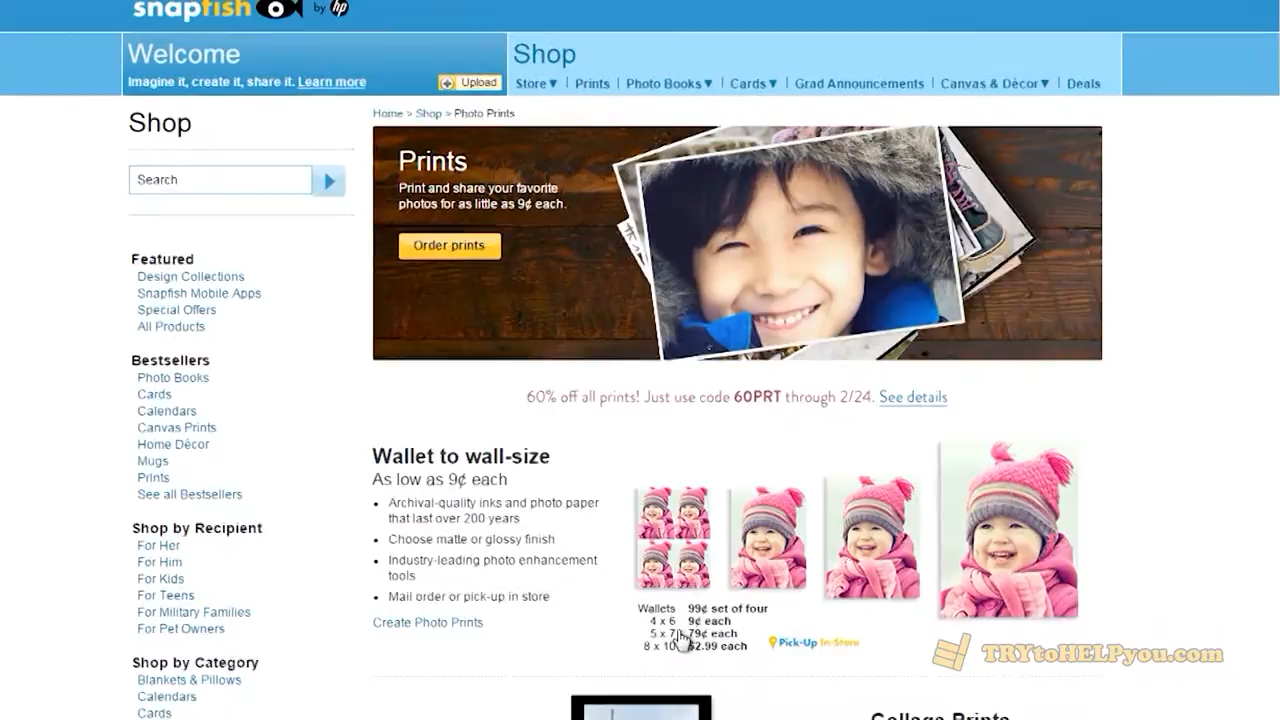 snapfish by hp
Welcome
Imagine it, create it, share it. Learn more
Upload
Shop
Store▼ | Prints | Photo Books▼ | Cards▼ | Grad Announcements | Canvas & Décor▼ | Deals
Shop
Search
Featured
Design Collections
Snapfish Mobile Apps
Special Offers
All Products
Bestsellers
Photo Books
Cards
Calendars
Canvas Prints
Home Décor
Mugs
Prints
See all Bestsellers
Shop by Recipient
For Her
For Him
For Kids
For Teens
For Military Families
For Pet Owners
Shop by Category
Blankets & Pillows
Calendars
Cards
Home > Shop > Photo Prints
Prints
Print and share your favorite
photos for as little as 9¢ each.
Order prints
60% off all prints! Just use code 60PRT through 2/24. See details
Wallet to wall-size
As low as 9¢ each
• Archival-quality inks and photo paper
that last over 200 years
• Choose matte or glossy finish
• Industry-leading photo enhancement
tools
• Mail order or pick-up in store
Create Photo Prints
Wallets 99¢ set of four
4 x 6 9¢ each
5 x 7 79¢ each
8 x 10 $2.99 each
Pick-Up In-Store
TRYtoHELPyou.com
Collage Prints